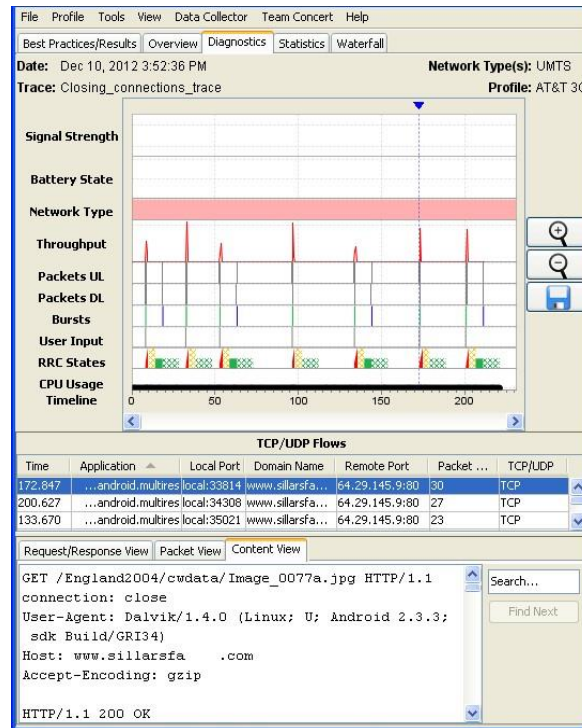 File Profile Tools View Data Collector Team Concert Help
Best Practices/Results Overview Diagnostics Statistics Waterfall
Date: Dec 10, 2012 3:52:36 PM Network Type(s): UMTS
Trace: Closing_connections_trace Profile: AT&T 3G
Signal Strength
Battery State
Network Type
Throughput
Packets UL
Packets DL
Bursts
User Input
RRC States
CPU Usage
Timeline
0 50 100 150 200
TCP/UDP Flows
Time Application Local Port Domain Name Remote Port Packet ... TCP/UDP
172.847 ...android.multires local:33814 www.sillarsfa... 64.29.145.9:80 30 TCP
200.627 ...android.multires local:34308 www.sillarsfa... 64.29.145.9:80 27 TCP
133.670 ...android.multires local:35021 www.sillarsfa... 64.29.145.9:80 23 TCP
Request/Response View Packet View Content View
GET /England2004/cwdata/Image_0077a.jpg HTTP/1.1
connection: close
User-Agent: Dalvik/1.4.0 (Linux; U; Android 2.3.3;
sdk Build/GRI34)
Host: www.sillarsfa .com
Accept-Encoding: gzip
HTTP/1.1 200 OK
Search...
Find Next